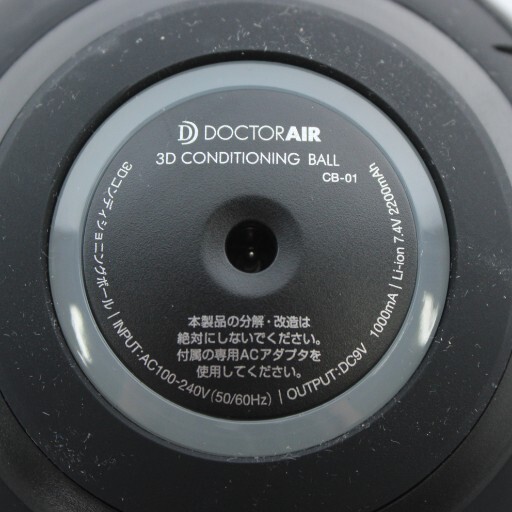 DOCTORAIR
3D CONDITIONING BALL
CB-01
3Dコンディショニングボール | INPUT:AC100-240V(50/60Hz) | OUTPUT:DC9V 1000mA | Li-ion 7.4V 2200mAh
本製品の分解・改造は
絶対にしないでください。
付属の専用ACアダプタを
使用してください。